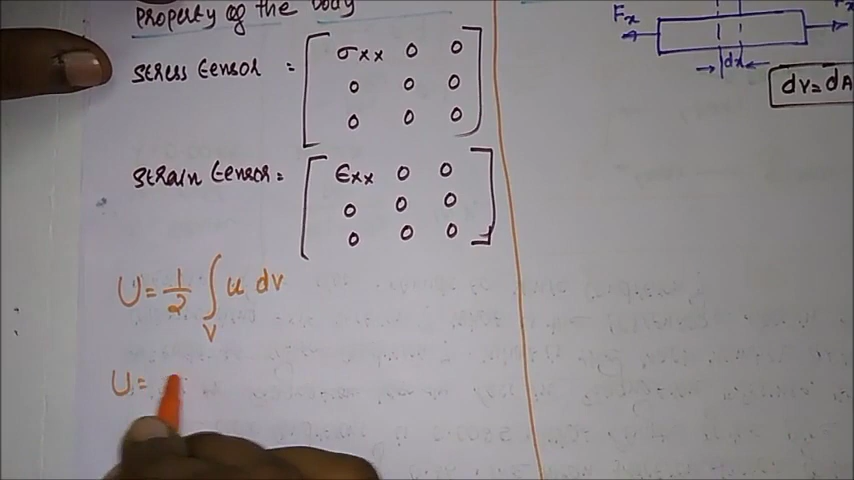 Property of the body
Stress tensor = [ σxx 0 0
0 0 0
0 0 0 ]
Strain tensor = [ ϵxx 0 0
0 0 0
0 0 0 ]
U = 1/2 ∫V u dv
U =
Fx
Fx
dx
dv = dA